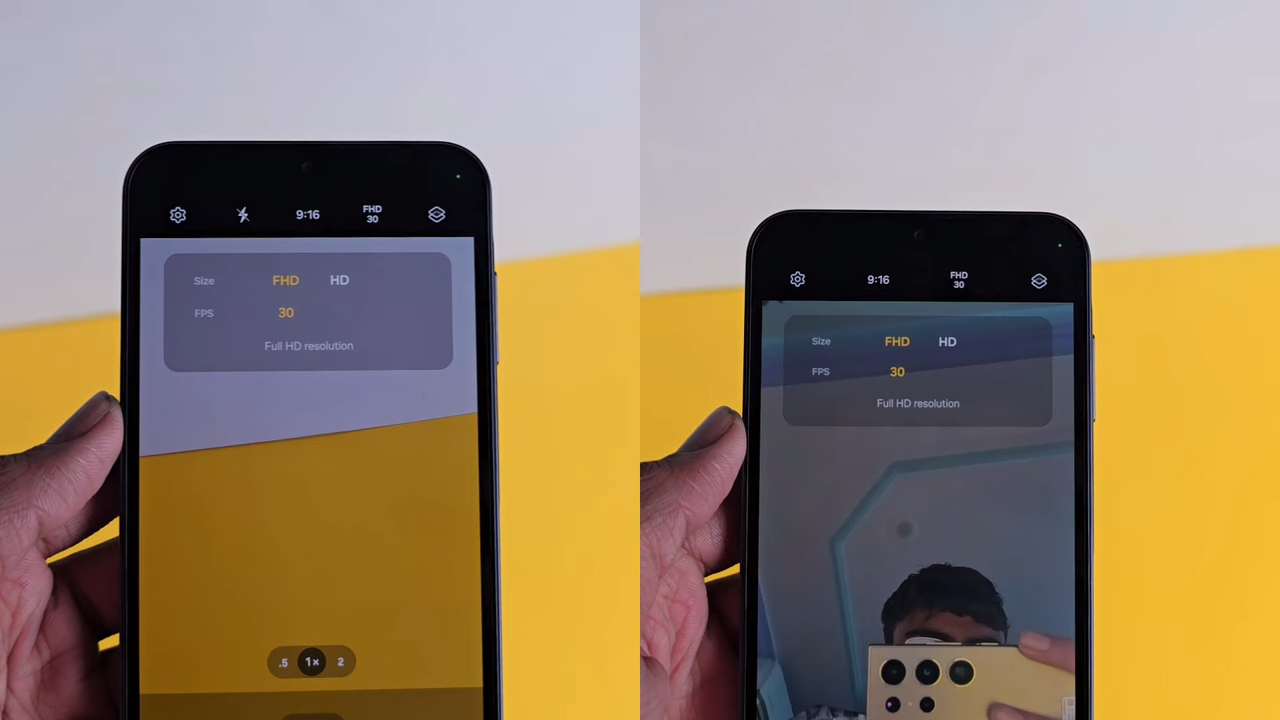 9:16 FHD
30
Size FHD HD
FPS 30
Full HD resolution
.5 1× 2
9:16 FHD
30
Size FHD HD
FPS 30
Full HD resolution